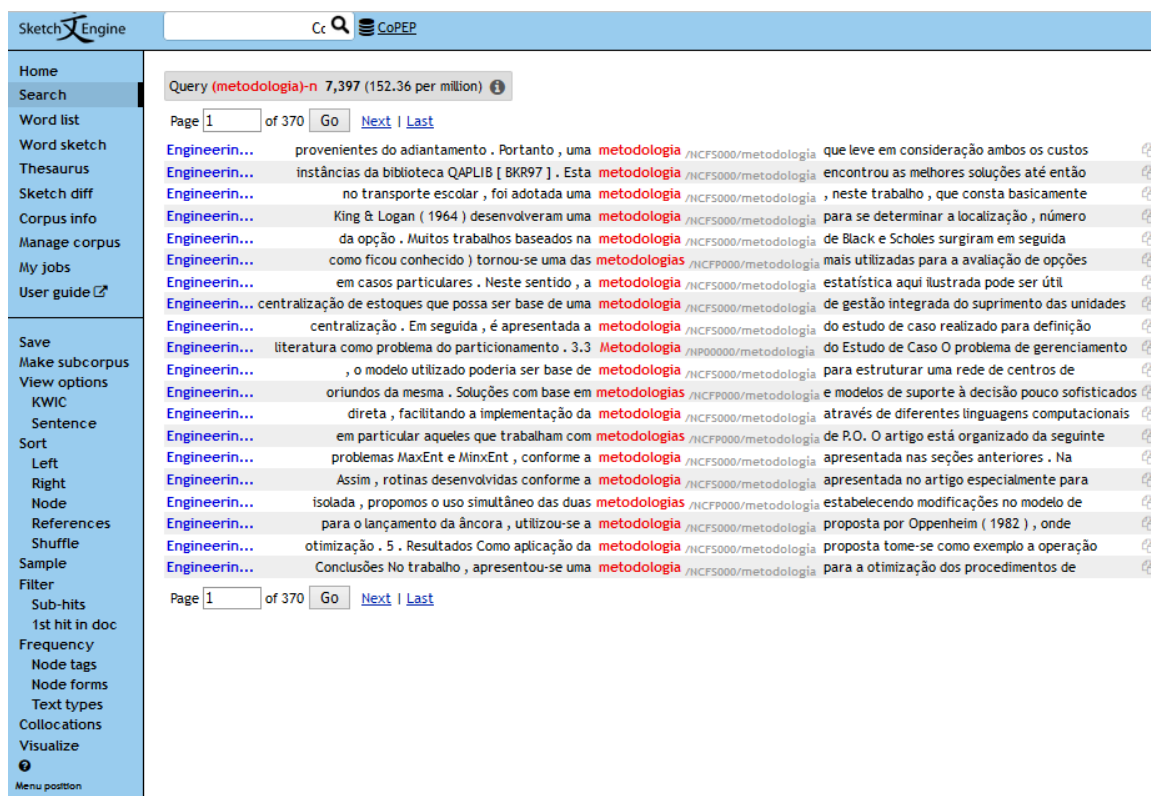 Sketch Engine
Cc CoPEP
Home
Search
Word list
Word sketch
Thesaurus
Sketch diff
Corpus info
Manage corpus
My jobs
User guide
Save
Make subcorpus
View options
KWIC
Sentence
Sort
Left
Right
Node
References
Shuffle
Sample
Filter
Sub-hits
1st hit in doc
Frequency
Node tags
Node forms
Text types
Collocations
Visualize
?
Menu position
Query (metodologia)-n 7,397 (152.36 per million) i
Page 1 of 370 Go Next | Last
Engineerin... provenientes do adiantamento . Portanto , uma metodologia /NCFS000/metodologia que leve em consideração ambos os custos
Engineerin... instâncias da biblioteca QAPLIB [ BKR97 ] . Esta metodologia /NCFS000/metodologia encontrou as melhores soluções até então
Engineerin... no transporte escolar , foi adotada uma metodologia /NCFS000/metodologia , neste trabalho , que consta basicamente
Engineerin... King & Logan ( 1964 ) desenvolveram uma metodologia /NCFS000/metodologia para se determinar a localização , número
Engineerin... da opção . Muitos trabalhos baseados na metodologia /NCFS000/metodologia de Black e Scholes surgiram em seguida
Engineerin... como ficou conhecido ) tornou-se uma das metodologias /NCFP000/metodologia mais utilizadas para a avaliação de opções
Engineerin... em casos particulares . Neste sentido , a metodologia /NCFS000/metodologia estatística aqui ilustrada pode ser útil
Engineerin... centralização de estoques que possa ser base de uma metodologia /NCFS000/metodologia de gestão integrada do suprimento das unidades
Engineerin... centralização . Em seguida , é apresentada a metodologia /NCFS000/metodologia do estudo de caso realizado para definição
Engineerin... literatura como problema do particionamento . 3.3 Metodologia /NP00000/metodologia do Estudo de Caso O problema de gerenciamento
Engineerin... , o modelo utilizado poderia ser base de metodologia /NCFS000/metodologia para estruturar uma rede de centros de
Engineerin... oriundos da mesma . Soluções com base em metodologias /NCFP000/metodologia e modelos de suporte à decisão pouco sofisticados
Engineerin... direta , facilitando a implementação da metodologia /NCFS000/metodologia através de diferentes linguagens computacionais
Engineerin... em particular aqueles que trabalham com metodologias /NCFP000/metodologia de P.O. O artigo está organizado da seguinte
Engineerin... problemas MaxEnt e MinxEnt , conforme a metodologia /NCFS000/metodologia apresentada nas seções anteriores . Na
Engineerin... Assim , rotinas desenvolvidas conforme a metodologia /NCFS000/metodologia apresentada no artigo especialmente para
Engineerin... isolada , propomos o uso simultâneo das duas metodologias /NCFP000/metodologia estabelecendo modificações no modelo de
Engineerin... para o lançamento da âncora , utilizou-se a metodologia /NCFS000/metodologia proposta por Oppenheim ( 1982 ) , onde
Engineerin... otimização . 5 . Resultados Como aplicação da metodologia /NCFS000/metodologia proposta tome-se como exemplo a operação
Engineerin... Conclusões No trabalho , apresentou-se uma metodologia /NCFS000/metodologia para a otimização dos procedimentos de
Page 1 of 370 Go Next | Last